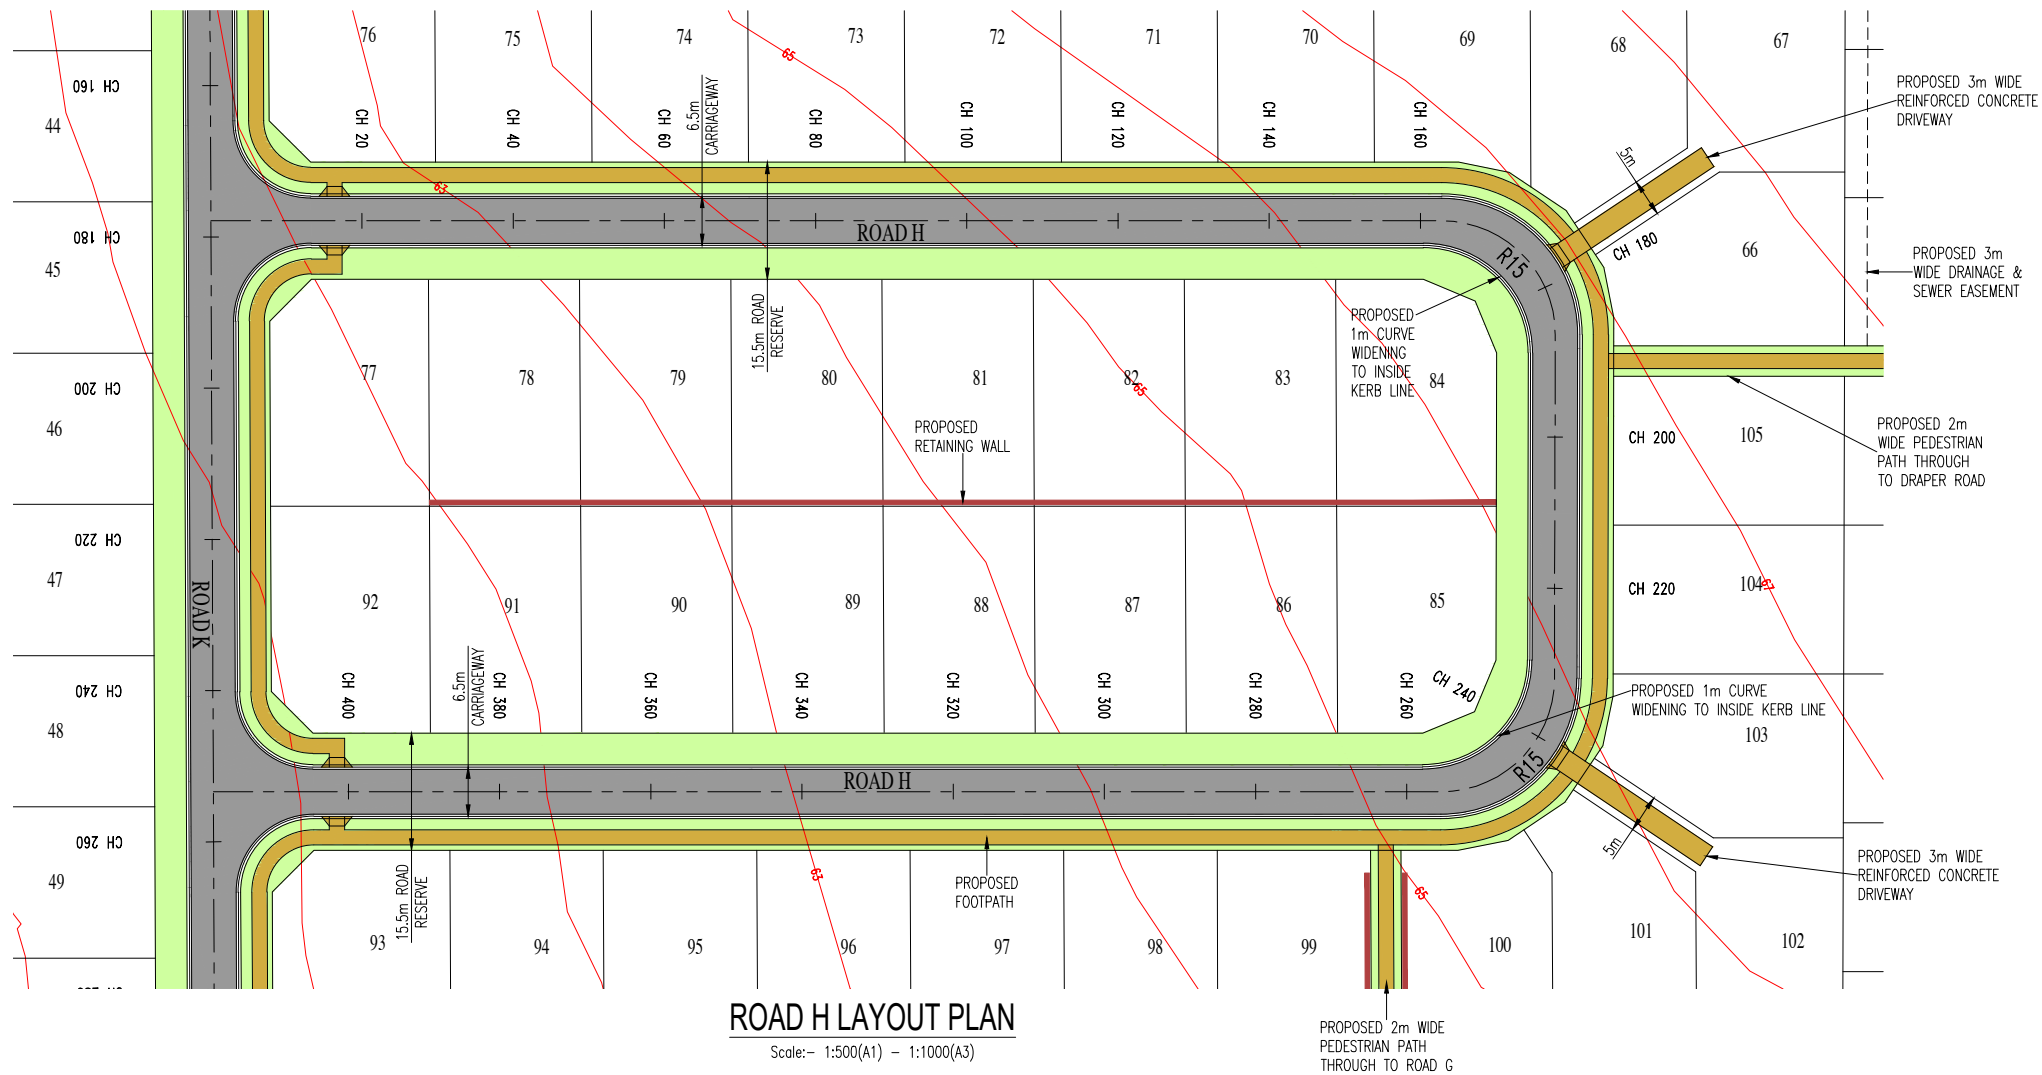 76
75
74
73
72
71
70
69
68
67
65
CH 160
44
CH 20
CH 40
CH 60
6.5m
CARRIAGEWAY
CH 80
CH 100
CH 120
CH 140
CH 160
PROPOSED 3m WIDE
REINFORCED CONCRETE
DRIVEWAY
5m
63
CH 180
45
ROAD H
R15
CH 180
66
PROPOSED 3m
WIDE DRAINAGE &
SEWER EASEMENT
15.5m ROAD
RESERVE
PROPOSED
1m CURVE
WIDENING
TO INSIDE
KERB LINE
77
78
79
80
81
82
65
83
84
CH 200
46
PROPOSED
RETAINING WALL
CH 200
105
PROPOSED 2m
WIDE PEDESTRIAN
PATH THROUGH
TO DRAPER ROAD
CH 220
47
ROAD K
92
91
90
89
88
87
86
85
CH 220
104
67
CH 240
48
CH 400
6.5m
CARRIAGEWAY
CH 380
CH 360
CH 340
CH 320
CH 300
CH 280
CH 260
CH 240
PROPOSED 1m CURVE
WIDENING TO INSIDE KERB LINE
103
ROAD H
R15
CH 260
49
5m
PROPOSED 3m WIDE
REINFORCED CONCRETE
DRIVEWAY
63
65
15.5m ROAD
RESERVE
PROPOSED
FOOTPATH
93
94
95
96
97
98
99
100
101
102
ROAD H LAYOUT PLAN
Scale:- 1:500(A1) - 1:1000(A3)
PROPOSED 2m WIDE
PEDESTRIAN PATH
THROUGH TO ROAD G